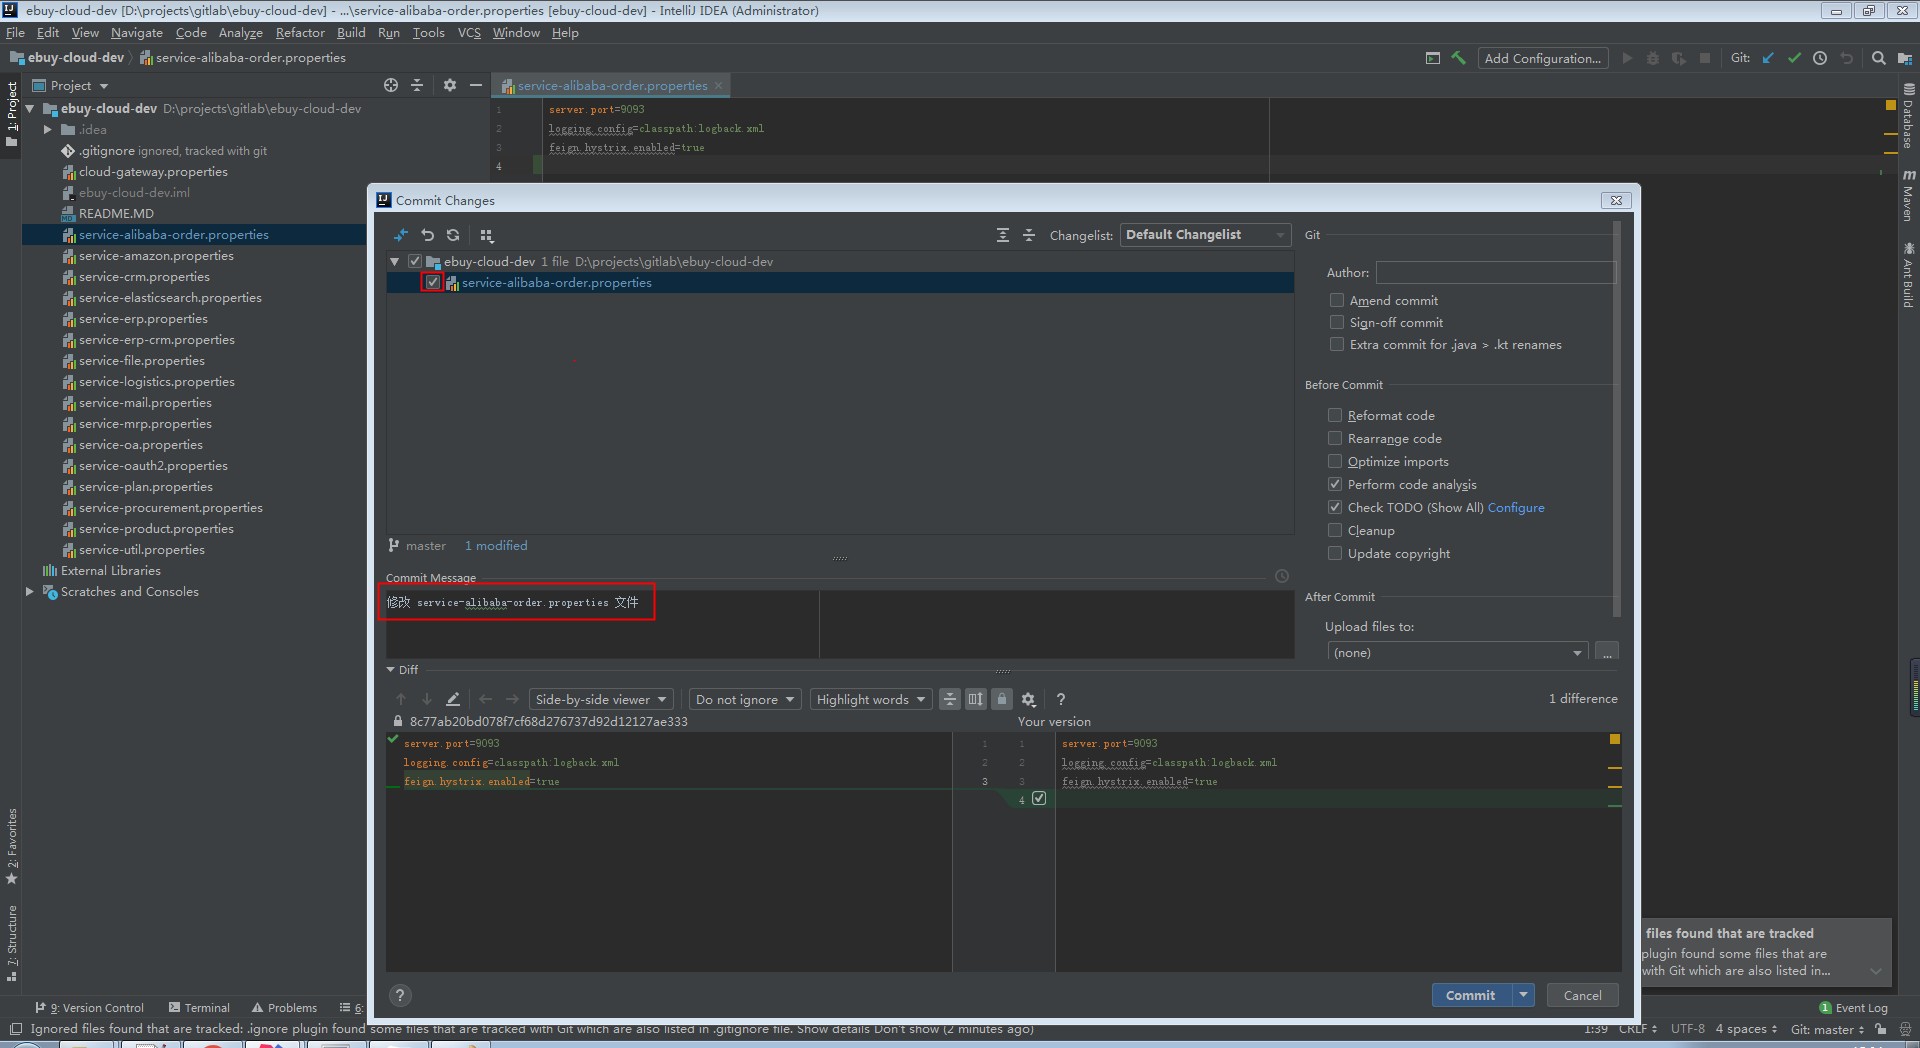 ebuy-cloud-dev [D:\projects\gitlab\ebuy-cloud-dev] - ...\service-alibaba-order.properties [ebuy-cloud-dev] - IntelliJ IDEA (Administrator)
File Edit View Navigate Code Analyze Refactor Build Run Tools VCS Window Help
ebuy-cloud-dev service-alibaba-order.properties
Add Configuration...
Git:
1: Project
Project
ebuy-cloud-dev D:\projects\gitlab\ebuy-cloud-dev
.idea
.gitignore ignored, tracked with git
cloud-gateway.properties
ebuy-cloud-dev.iml
README.MD
service-alibaba-order.properties
service-amazon.properties
service-crm.properties
service-elasticsearch.properties
service-erp.properties
service-erp-crm.properties
service-file.properties
service-logistics.properties
service-mail.properties
service-mrp.properties
service-oa.properties
service-oauth2.properties
service-plan.properties
service-procurement.properties
service-product.properties
service-util.properties
External Libraries
Scratches and Consoles
2: Favorites
7: Structure
service-alibaba-order.properties
1 server.port=9093
2 logging.config=classpath:logback.xml
3 feign.hystrix.enabled=true
4
Database
Maven
Ant Build
Commit Changes
Changelist: Default Changelist
ebuy-cloud-dev 1 file D:\projects\gitlab\ebuy-cloud-dev
service-alibaba-order.properties
master 1 modified
Commit Message
修改 service-alibaba-order.properties 文件
Git
Author:
Amend commit
Sign-off commit
Extra commit for .java > .kt renames
Before Commit
Reformat code
Rearrange code
Optimize imports
Perform code analysis
Check TODO (Show All) Configure
Cleanup
Update copyright
After Commit
Upload files to:
(none)
...
Diff
Side-by-side viewer Do not ignore Highlight words ? 1 difference
8c77ab20bd078f7cf68d276737d92d12127ae333
Your version
server.port=9093 1
logging.config=classpath:logback.xml 2
feign.hystrix.enabled=true 3
1 server.port=9093
2 logging.config=classpath:logback.xml
3 feign.hystrix.enabled=true
4
?
Commit
Cancel
files found that are tracked
plugin found some files that are
with Git which are also listed in...
9: Version Control Terminal Problems 6:
1 Event Log
Ignored files found that are tracked: .ignore plugin found some files that are tracked with Git which are also listed in .gitignore file. Show details Don't show (2 minutes ago)
1:39 CRLF UTF-8 4 spaces Git: master